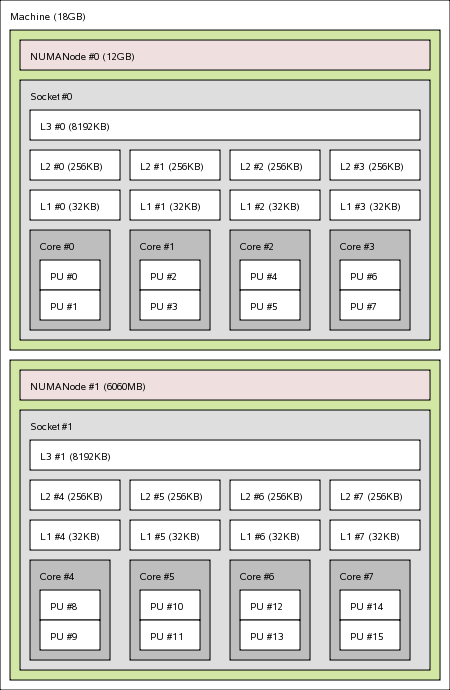 Machine (18GB)
NUMANode #0 (12GB)
Socket #0
L3 #0 (8192KB)
L2 #0 (256KB) L2 #1 (256KB) L2 #2 (256KB) L2 #3 (256KB)
L1 #0 (32KB) L1 #1 (32KB) L1 #2 (32KB) L1 #3 (32KB)
Core #0 Core #1 Core #2 Core #3
PU #0 PU #2 PU #4 PU #6
PU #1 PU #3 PU #5 PU #7
NUMANode #1 (6060MB)
Socket #1
L3 #1 (8192KB)
L2 #4 (256KB) L2 #5 (256KB) L2 #6 (256KB) L2 #7 (256KB)
L1 #4 (32KB) L1 #5 (32KB) L1 #6 (32KB) L1 #7 (32KB)
Core #4 Core #5 Core #6 Core #7
PU #8 PU #10 PU #12 PU #14
PU #9 PU #11 PU #13 PU #15